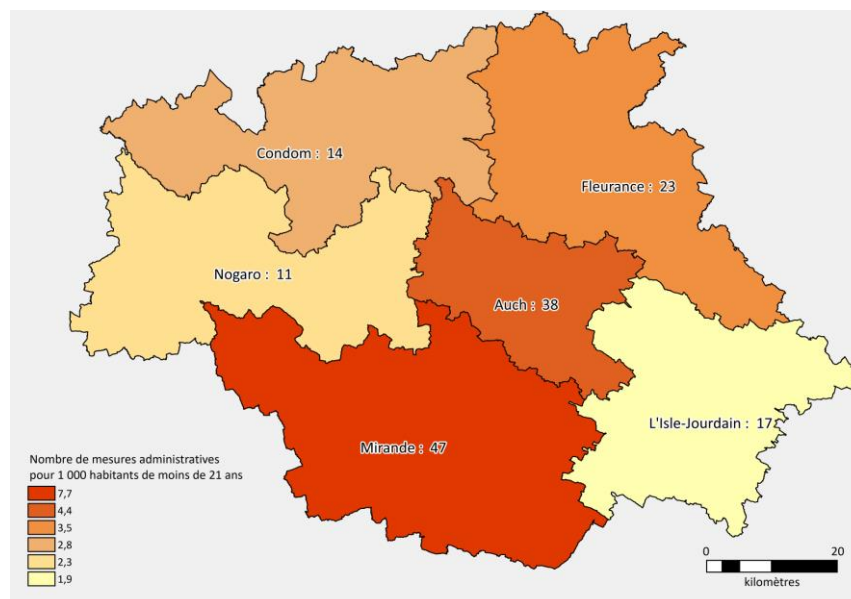 Condom : 14
Fleurance : 23
Nogaro : 11
Auch : 38
L'Isle-Jourdain : 17
Mirande : 47
Nombre de mesures administratives
pour 1 000 habitants de moins de 21 ans
7,7
4,4
3,5
2,8
2,3
1,9
0 20
kilomètres